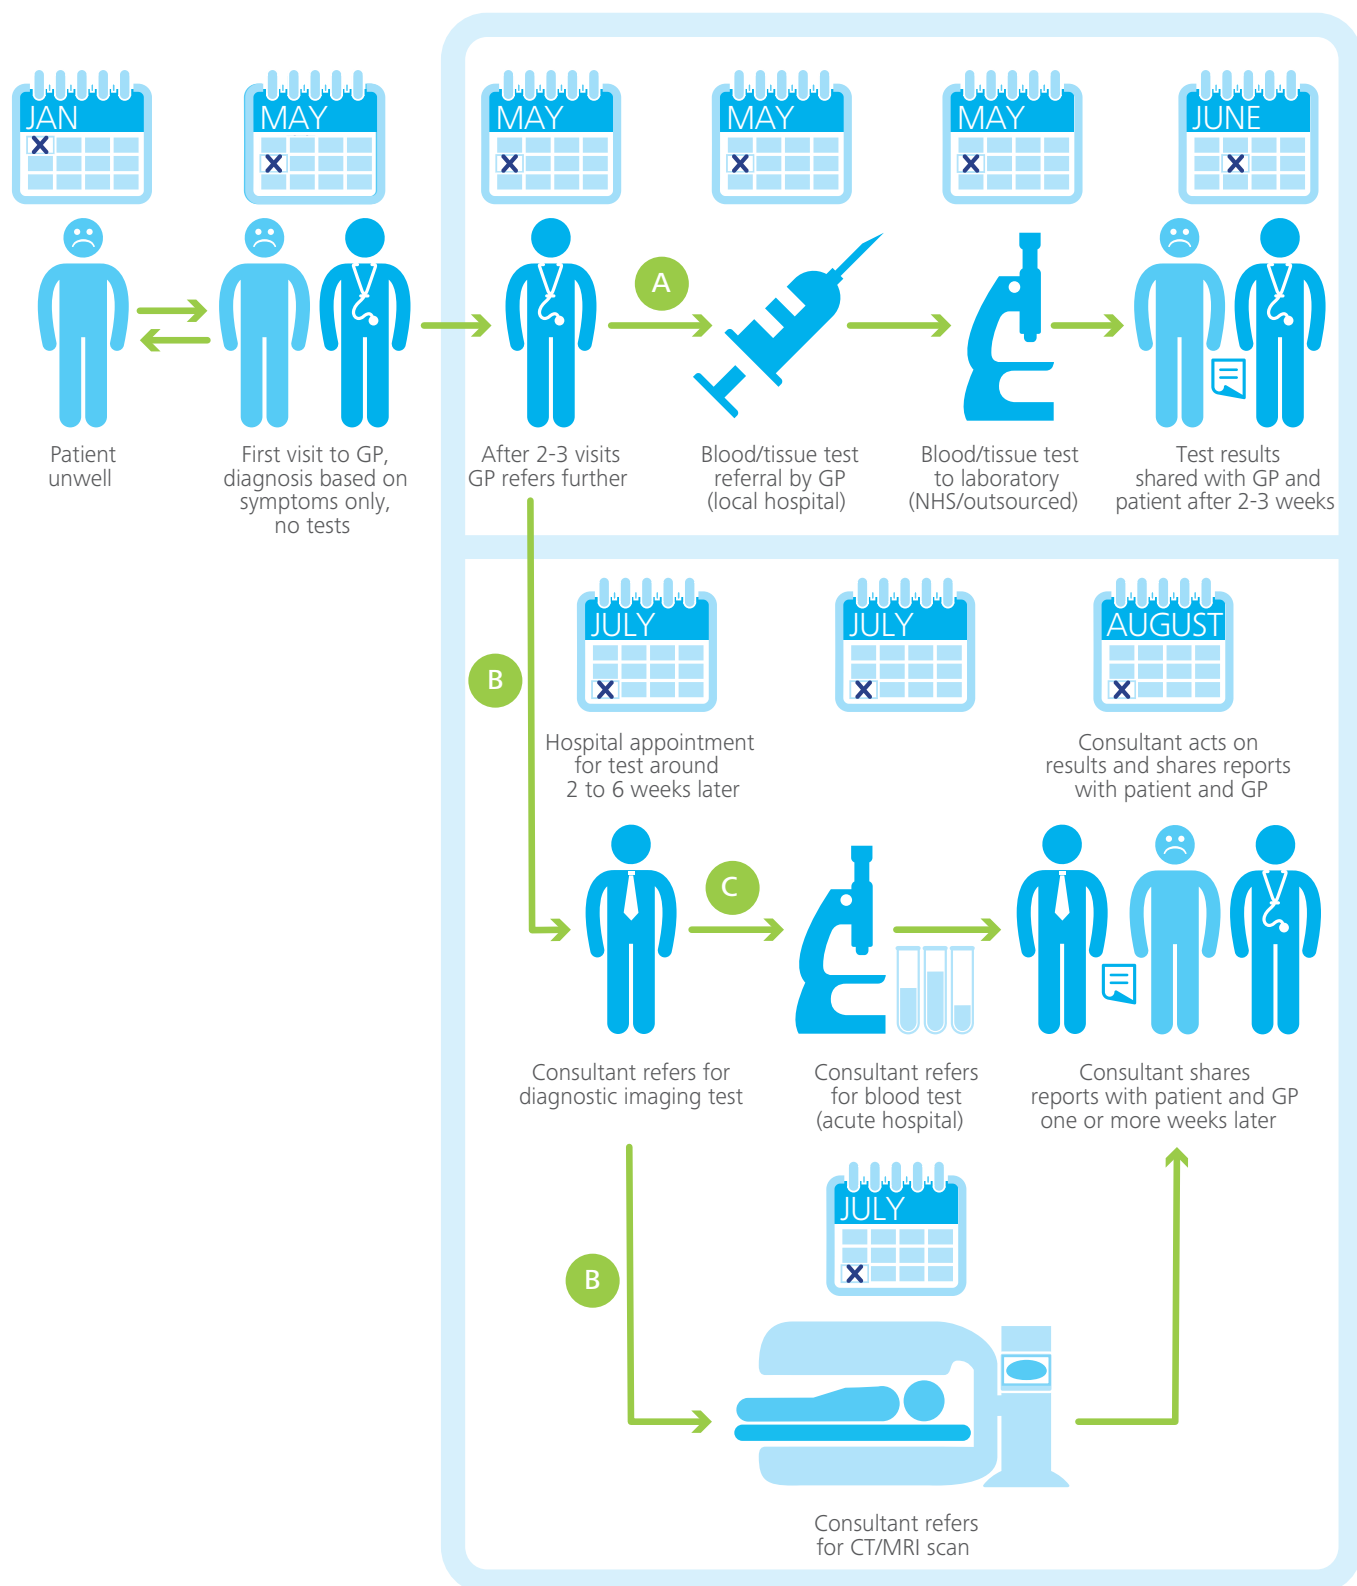 JAN
MAY
MAY
MAY
MAY
JUNE
A
Patient
unwell
First visit to GP,
diagnosis based on
symptoms only,
no tests
After 2-3 visits
GP refers further
Blood/tissue test
referral by GP
(local hospital)
Blood/tissue test
to laboratory
(NHS/outsourced)
Test results
shared with GP and
patient after 2-3 weeks
JULY
JULY
AUGUST
B
Hospital appointment
for test around
2 to 6 weeks later
Consultant acts on
results and shares reports
with patient and GP
C
Consultant refers for
diagnostic imaging test
Consultant refers
for blood test
(acute hospital)
Consultant shares
reports with patient and GP
one or more weeks later
JULY
B
Consultant refers
for CT/MRI scan